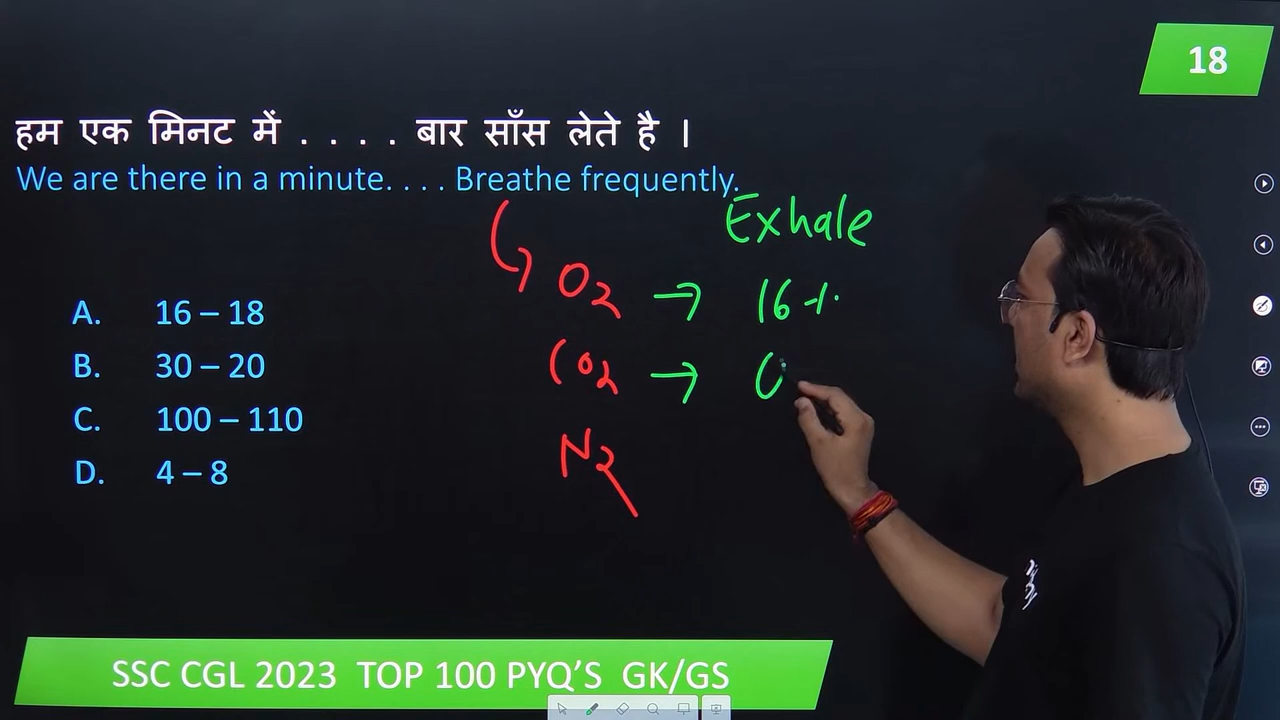 18
हम एक मिनट में . . . . बार साँस लेते है ।
We are there in a minute. . . . Breathe frequently.
Exhale
A. 16 – 18
O2 → 16 %
B. 30 – 20
CO2 → 0
C. 100 – 110
N2
D. 4 – 8
SSC CGL 2023 TOP 100 PYQ’S GK/GS